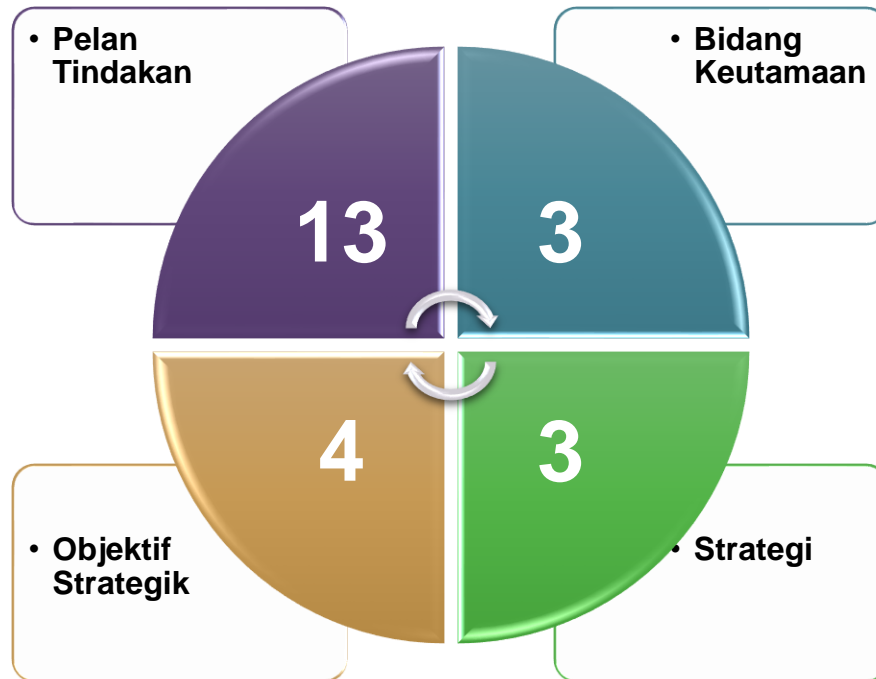 • Pelan
Tindakan
13
• Bidang
Keutamaan
3
• Objektif
Strategik
4
• Strategi
3